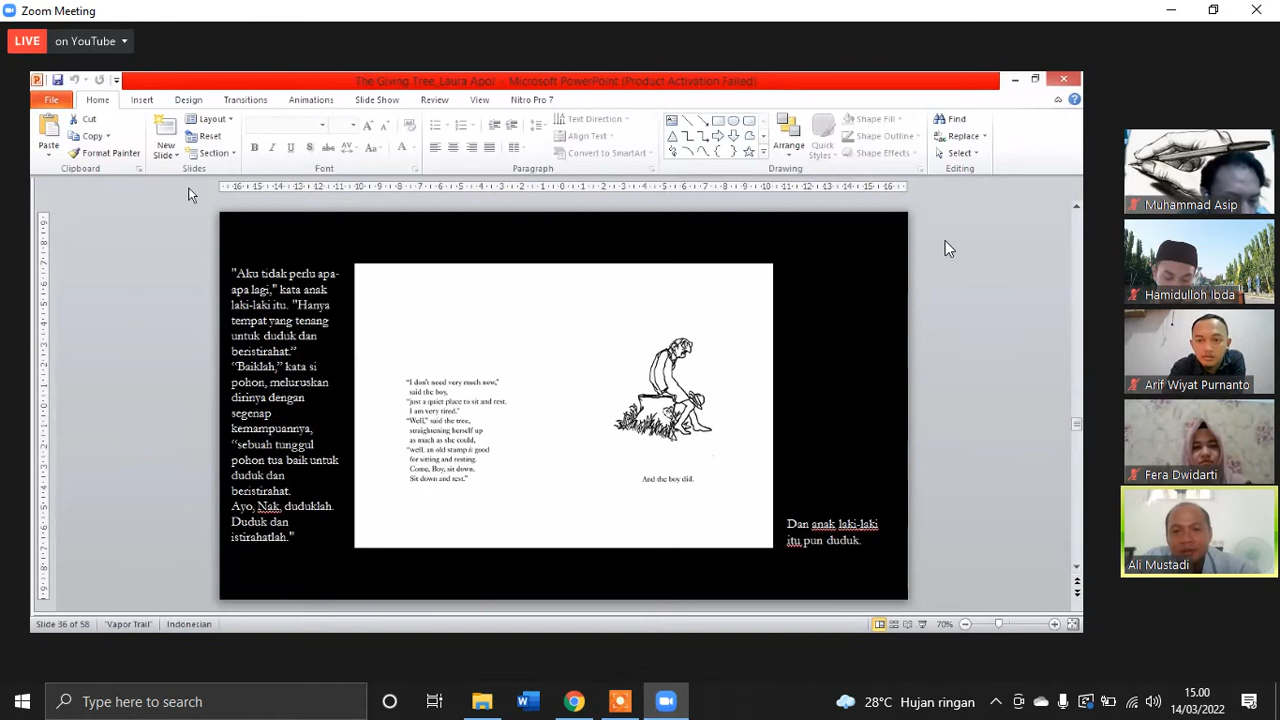 Zoom Meeting
LIVE on YouTube
The Giving Tree, Laura Apol - Microsoft PowerPoint (Product Activation Failed)
File Home Insert Design Transitions Animations Slide Show Review View Nitro Pro 7
Cut
Copy
Format Painter
Paste
Clipboard
New Slide
Layout
Reset
Section
Slides
Font
Text Direction
Align Text
Convert to SmartArt
Paragraph
Arrange
Quick Styles
Shape Fill
Shape Outline
Shape Effects
Drawing
Find
Replace
Select
Editing
"Aku tidak perlu apa-
apa lagi," kata anak
laki-laki itu. "Hanya
tempat yang tenang
untuk duduk dan
beristirahat.”
“Baiklah,” kata si
pohon, meluruskan
dirinya dengan
segenap
kemampuannya,
“sebuah tunggul
pohon tua baik untuk
duduk dan
beristirahat.
Ayo, Nak, duduklah.
Duduk dan
istirahatlah."
“I don't need very much now,”
said the boy,
“just a quiet place to sit and rest.
I am very tired.”
“Well,” said the tree,
straightening herself up
as much as she could,
“well, an old stump is good
for sitting and resting.
Come, Boy, sit down.
Sit down and rest.”
And the boy did.
Dan anak laki-laki
itu pun duduk.
Muhammad Asip
Hamidulloh Ibda
Arif Wiyat Purnanto
Fera Dwidarti
Ali Mustadi
Slide 36 of 58 "Vapor Trail" Indonesian 70%
Type here to search
28°C Hujan ringan
15.00
14/03/2022